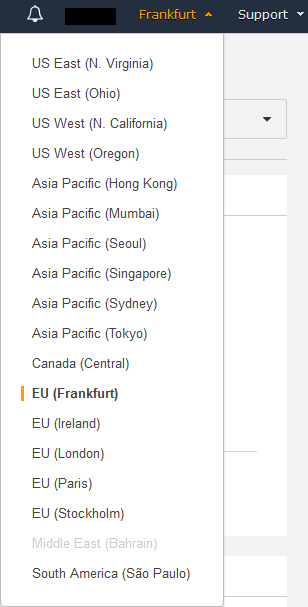 Frankfurt Support
US East (N. Virginia)
US East (Ohio)
US West (N. California)
US West (Oregon)
Asia Pacific (Hong Kong)
Asia Pacific (Mumbai)
Asia Pacific (Seoul)
Asia Pacific (Singapore)
Asia Pacific (Sydney)
Asia Pacific (Tokyo)
Canada (Central)
EU (Frankfurt)
EU (Ireland)
EU (London)
EU (Paris)
EU (Stockholm)
Middle East (Bahrain)
South America (São Paulo)